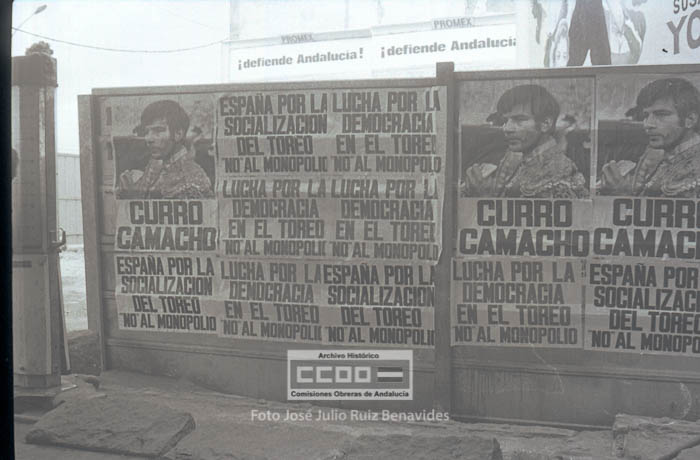 PROMEX
PROMEX
¡defiende Andalucía!
¡defiende Andalucía
SUSA
YO
CURRO
CAMACHO
ESPAÑA POR LA
SOCIALIZACION
DEL TOREO
"NO AL MONOPOLIO
LUCHA POR LA
DEMOCRACIA
EN EL TOREO
"NO AL MONOPOLIO
ESPAÑA POR LA
SOCIALIZACION
DEL TOREO
"NO AL MONOPOLIO
LUCHA POR LA
DEMOCRACIA
EN EL TOREO
"NO AL MONOPOLIO
LUCHA POR LA
DEMOCRACIA
EN EL TOREO
"NO AL MONOPOLIO
LUCHA POR LA
DEMOCRACIA
EN EL TOREO
"NO AL MONOPOLIO
ESPAÑA POR LA
SOCIALIZACION
DEL TOREO
"NO AL MONOPOLIO
CURRO
CAMACHO
CURRO
CAMACH
LUCHA POR LA
DEMOCRACIA
EN EL TOREO
"NO AL MONOPOLIO
ESPAÑA POR LA
SOCIALIZACION
DEL TOREO
"NO AL MONOPOLI
Archivo Histórico
CCOO
Comisiones Obreras de Andalucía
Foto José Julio Ruiz Benavides